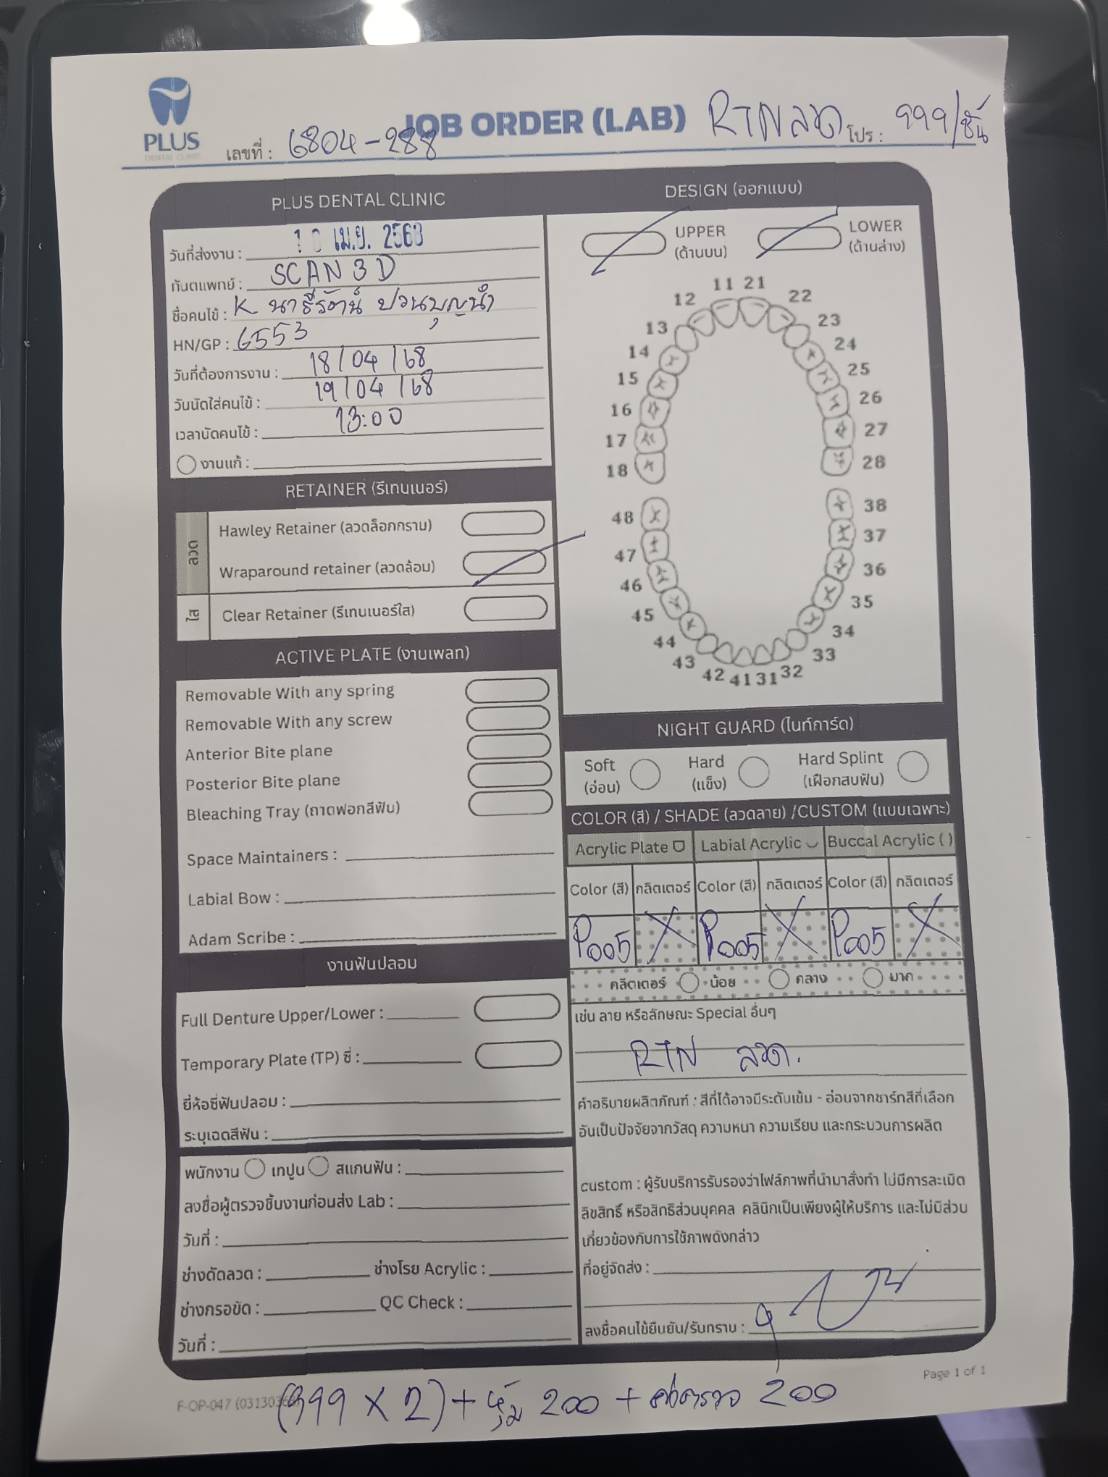 PLUS
DENTAL CLINIC
เลขที่ : 6804-288
JOB ORDER (LAB) RTN ลวด โปร : 999/ชิ้น
PLUS DENTAL CLINIC
วันที่ส่งงาน : 10 เม.ย. 2568
ทันตแพทย์ : SCAN 3D
ชื่อคนไข้ : K
HN/GP : 6553
วันที่ต้องการงาน : 18/04/68
วันนัดใส่คนไข้ : 19/04/68
เวลานัดคนไข้ : 13:00
งานแก้ :
RETAINER (รีเทนเนอร์)
ลวด
Hawley Retainer (ลวดล็อกกราม)
Wraparound retainer (ลวดล้อม)
ใส
Clear Retainer (รีเทนเนอร์ใส)
ACTIVE PLATE (งานเพลท)
Removable With any spring
Removable With any screw
Anterior Bite plane
Posterior Bite plane
Bleaching Tray (ถาดฟอกสีฟัน)
Space Maintainers :
Labial Bow :
Adam Scribe :
งานฟันปลอม
Full Denture Upper/Lower :
Temporary Plate (TP) ซี่ :
ยี่ห้อซี่ฟันปลอม :
ระบุเฉดสีฟัน :
พนักงาน เทปูน สแกนฟัน :
ลงชื่อผู้ตรวจชิ้นงานก่อนส่ง Lab :
วันที่ :
ช่างดัดลวด : ช่างโรย Acrylic :
ช่างกรอขัด : QC Check :
วันที่ :
DESIGN (ออกแบบ)
UPPER
(ด้านบน)
LOWER
(ด้านล่าง)
11 21
12 22
13 23
14 24
15 25
16 26
17 27
18 28
48 38
47 37
46 36
45 35
44 34
43 33
42 41 31 32
NIGHT GUARD (ไนท์การ์ด)
Soft
(อ่อน)
Hard
(แข็ง)
Hard Splint
(เฝือกสบฟัน)
COLOR (สี) / SHADE (ลวดลาย) /CUSTOM (แบบเฉพาะ)
Acrylic Plate Labial Acrylic Buccal Acrylic ( )
Color (สี) กลิตเตอร์ Color (สี) กลิตเตอร์ Color (สี) กลิตเตอร์
P005 X P005 X P005 X
กลิตเตอร์ น้อย กลาง มาก
เช่น ลาย หรือลักษณะ Special อื่นๆ
RTN ลวด.
คำอธิบายผลิตภัณฑ์ : สีที่ได้อาจมีระดับเข้ม - อ่อนจากชาร์ทสีที่เลือก
อันเป็นปัจจัยจากวัสดุ ความหนา ความเรียบ และกระบวนการผลิต
custom : ผู้รับบริการรับรองว่าไฟล์ภาพที่นำมาสั่งทำ ไม่มีการละเมิด
ลิขสิทธิ์ หรือสิทธิส่วนบุคคล คลินิกเป็นเพียงผู้ให้บริการ และไม่มีส่วน
เกี่ยวข้องกับการใช้ภาพดังกล่าว
ที่อยู่จัดส่ง :
ลงชื่อคนไข้ยืนยัน/รับทราบ :
Page 1 of 1
F-OP-047
(999 X 2) + หุ้ม 200 + ค่าตรวจ 200